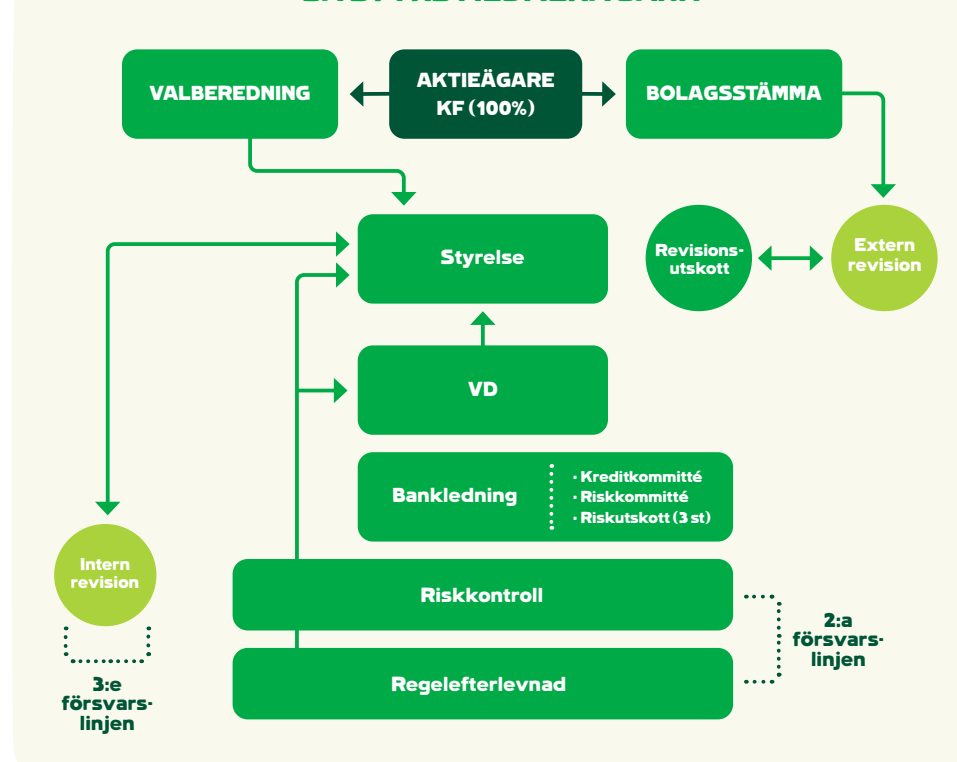 VALBEREDNING
AKTIEÄGARE
KF (100%)
BOLAGSSTÄMMA
Styrelse
Revisions-
utskott
Extern
revision
VD
Bankledning
· Kreditkommitté
· Riskkommitté
· Riskutskott (3 st)
Intern
revision
Riskkontroll
2:a
försvars-
linjen
Regelefterlevnad
3:e
försvars-
linjen